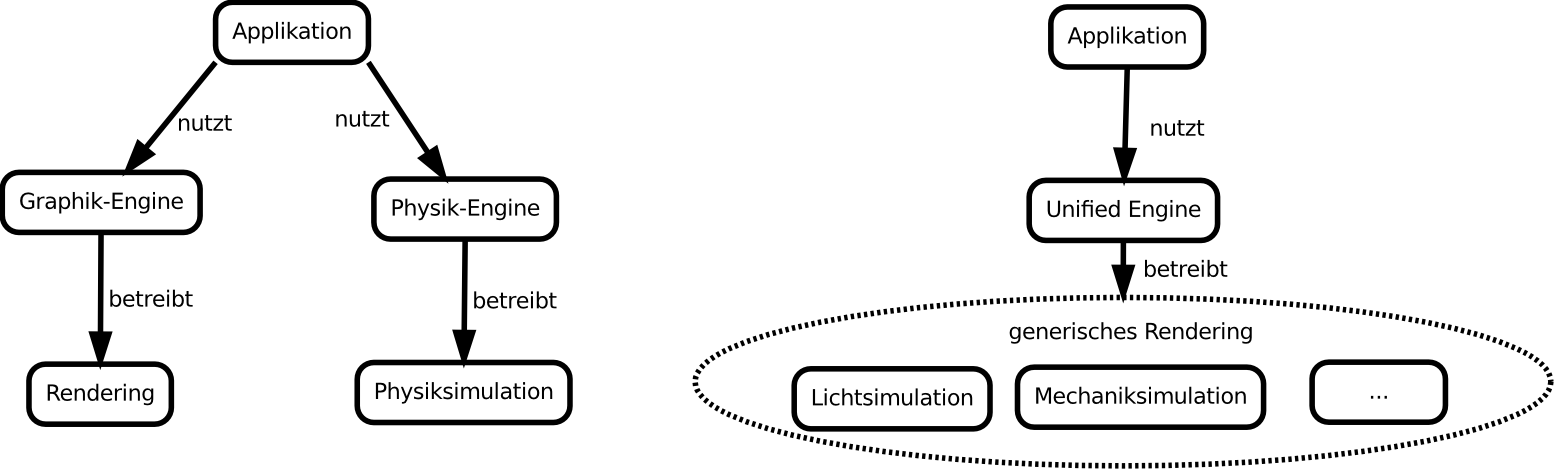 Applikation
nutzt
nutzt
Graphik-Engine
Physik-Engine
betreibt
betreibt
Rendering
Physiksimulation
Applikation
nutzt
Unified Engine
betreibt
generisches Rendering
Lichtsimulation
Mechaniksimulation
...